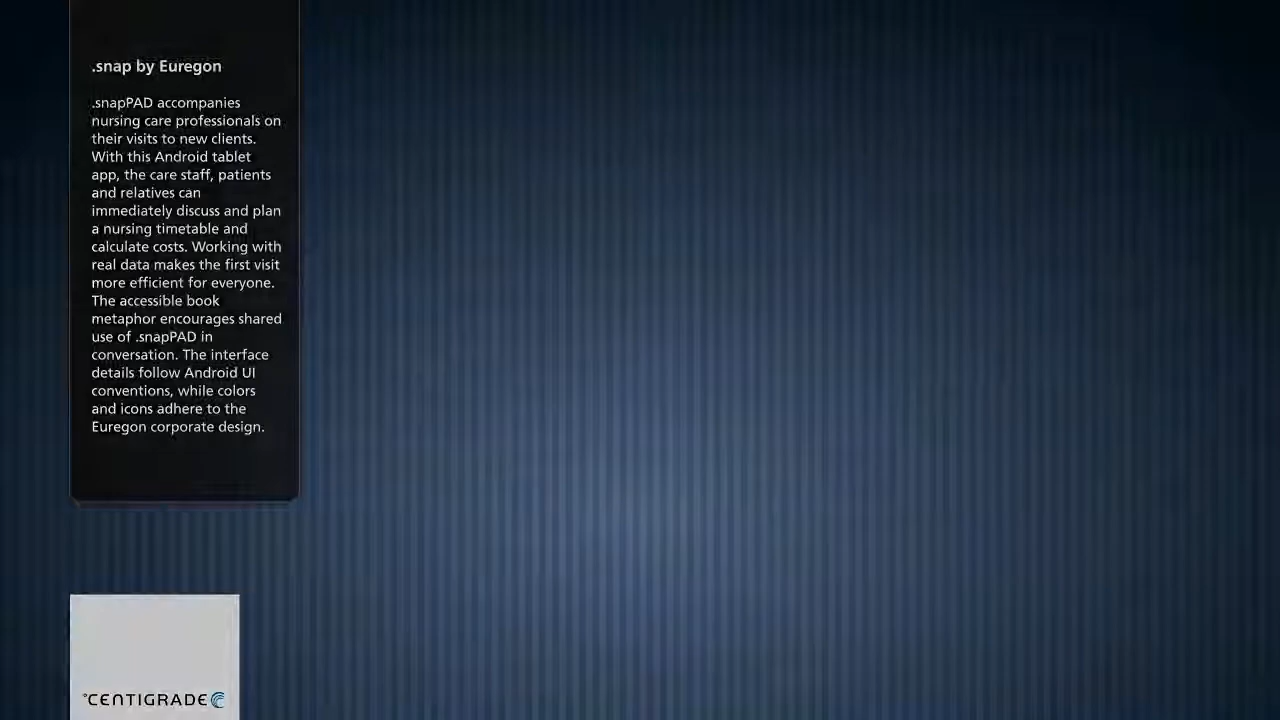 .snap by Euregon
.snapPAD accompanies
nursing care professionals on
their visits to new clients.
With this Android tablet
app, the care staff, patients
and relatives can
immediately discuss and plan
a nursing timetable and
calculate costs. Working with
real data makes the first visit
more efficient for everyone.
The accessible book
metaphor encourages shared
use of .snapPAD in
conversation. The interface
details follow Android UI
conventions, while colors
and icons adhere to the
Euregon corporate design.
°CENTIGRADE